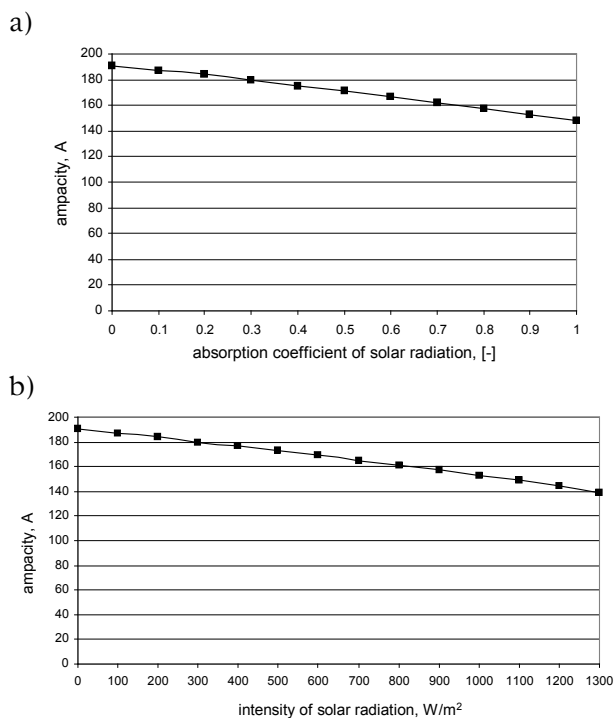 a)
200
180
160
140
120
100
80
60
40
20
0
ampacity, A
0 0.1 0.2 0.3 0.4 0.5 0.6 0.7 0.8 0.9 1
absorption coefficient of solar radiation, [-]
b)
200
180
160
140
120
100
80
60
40
20
0
ampacity, A
0 100 200 300 400 500 600 700 800 900 1000 1100 1200 1300
intensity of solar radiation, W/m²